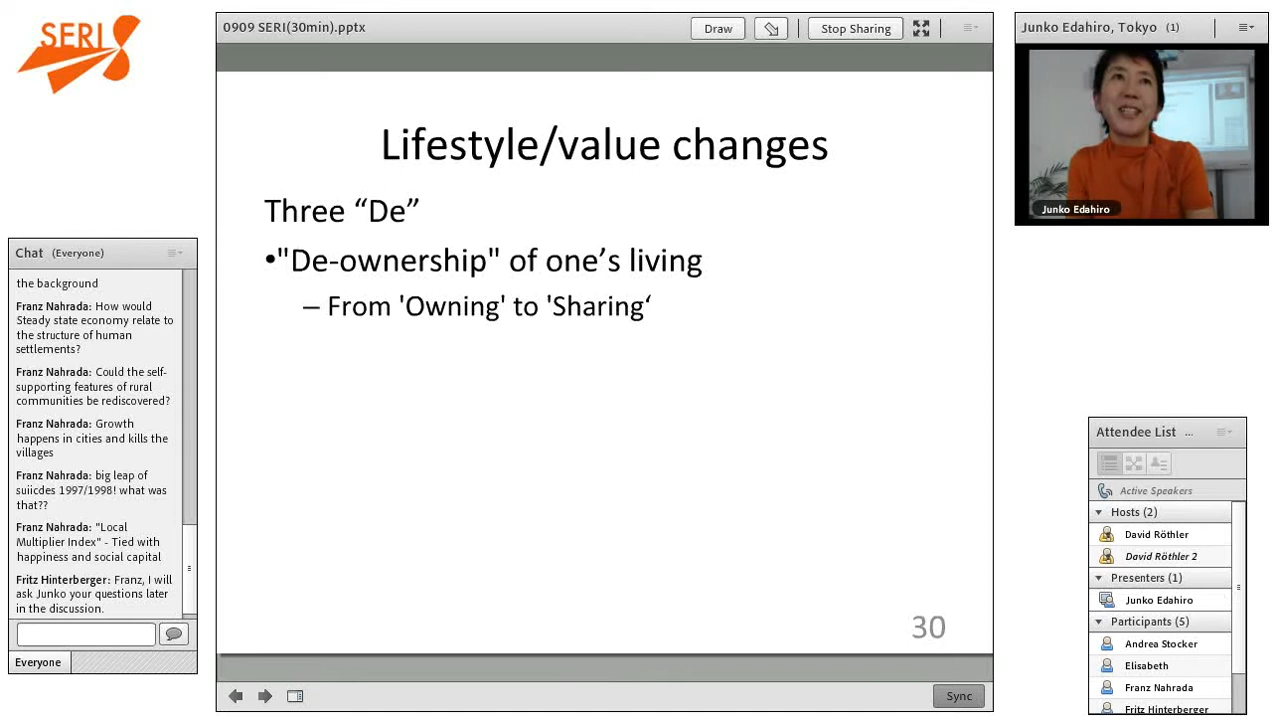 SERI
0909 SERI(30min).pptx
Draw
Stop Sharing
Junko Edahiro, Tokyo (1)
Junko Edahiro
Lifestyle/value changes
Three “De”
•"De-ownership" of one’s living
– From 'Owning' to 'Sharing‘
30
Sync
Chat (Everyone)
the background
Franz Nahrada: How would
Steady state economy relate to
the structure of human
settlements?
Franz Nahrada: Could the self-
supporting features of rural
communities be rediscovered?
Franz Nahrada: Growth
happens in cities and kills the
villages
Franz Nahrada: big leap of
suiicdes 1997/1998! what was
that??
Franz Nahrada: "Local
Multiplier Index" - Tied with
happiness and social capital
Fritz Hinterberger: Franz, I will
ask Junko your questions later
in the discussion.
Everyone
Attendee List ...
Active Speakers
Hosts (2)
David Röthler
David Röthler 2
Presenters (1)
Junko Edahiro
Participants (5)
Andrea Stocker
Elisabeth
Franz Nahrada
Fritz Hinterberger